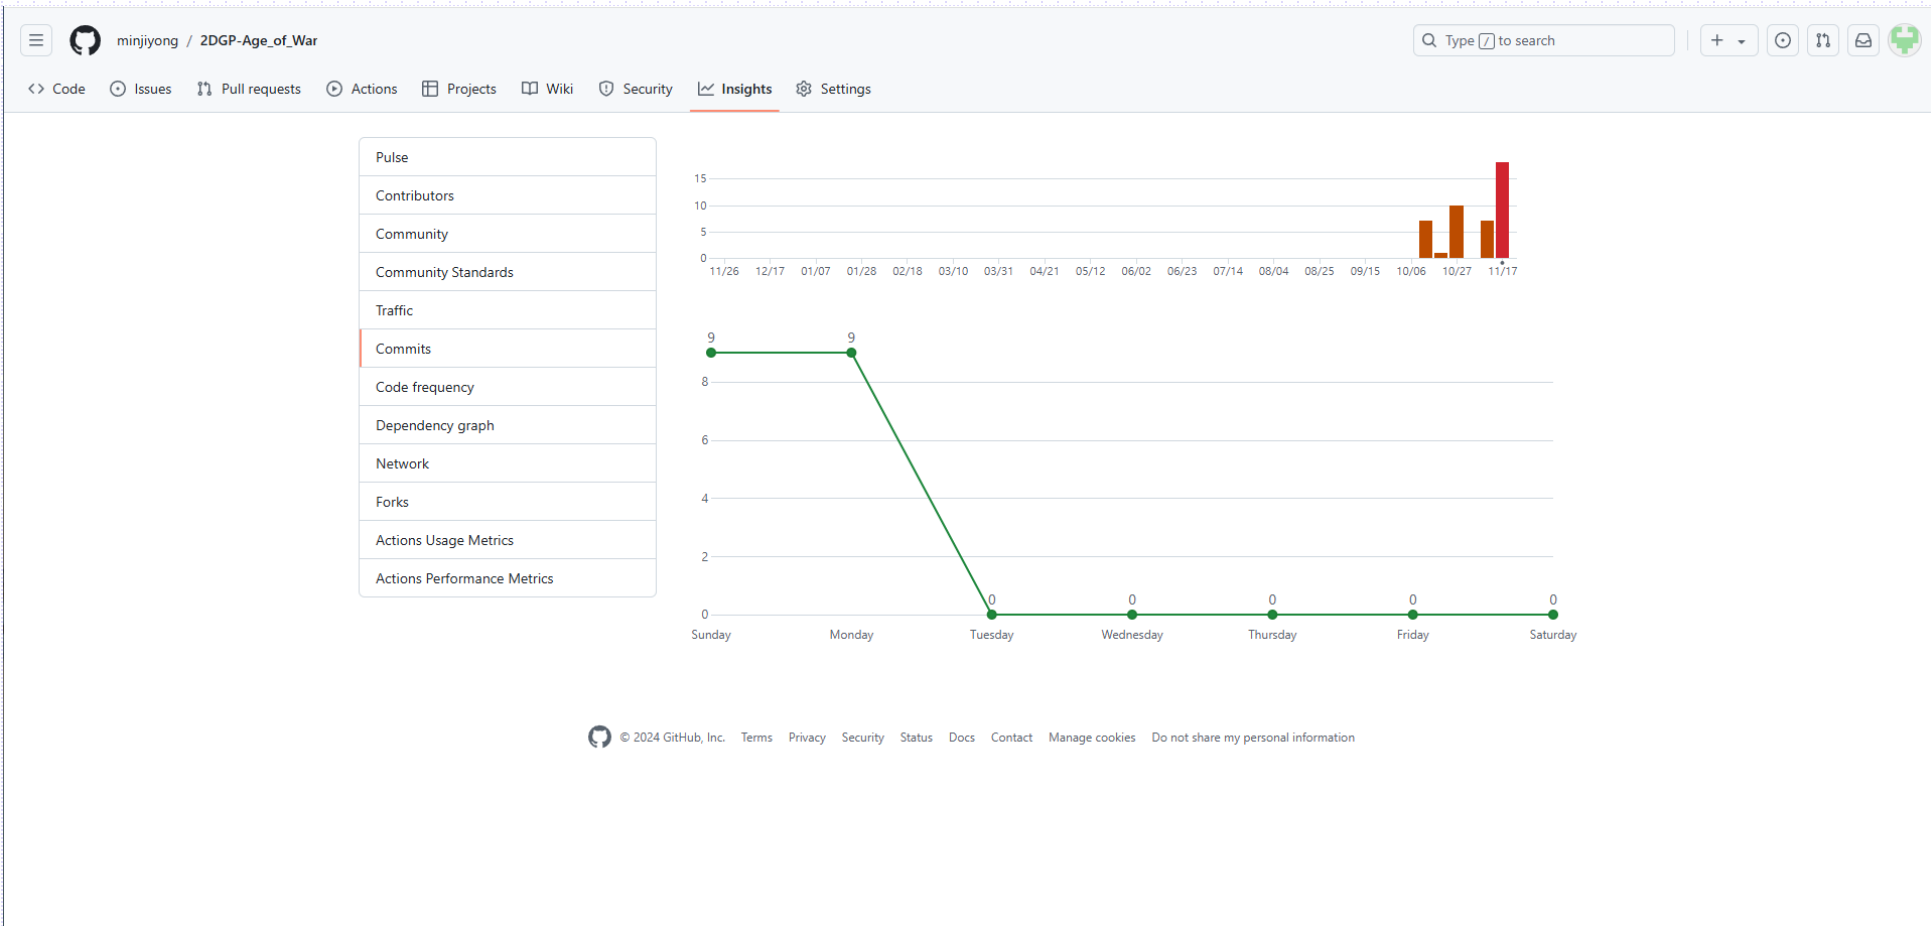 minjiyong / 2DGP-Age_of_War
Type / to search
Code Issues Pull requests Actions Projects Wiki Security Insights Settings
Pulse
Contributors
Community
Community Standards
Traffic
Commits
Code frequency
Dependency graph
Network
Forks
Actions Usage Metrics
Actions Performance Metrics
15
10
5
0
11/26 12/17 01/07 01/28 02/18 03/10 03/31 04/21 05/12 06/02 06/23 07/14 08/04 08/25 09/15 10/06 10/27 11/17
9 9
8
6
4
2
0 0 0 0 0 0
Sunday Monday Tuesday Wednesday Thursday Friday Saturday
© 2024 GitHub, Inc. Terms Privacy Security Status Docs Contact Manage cookies Do not share my personal information